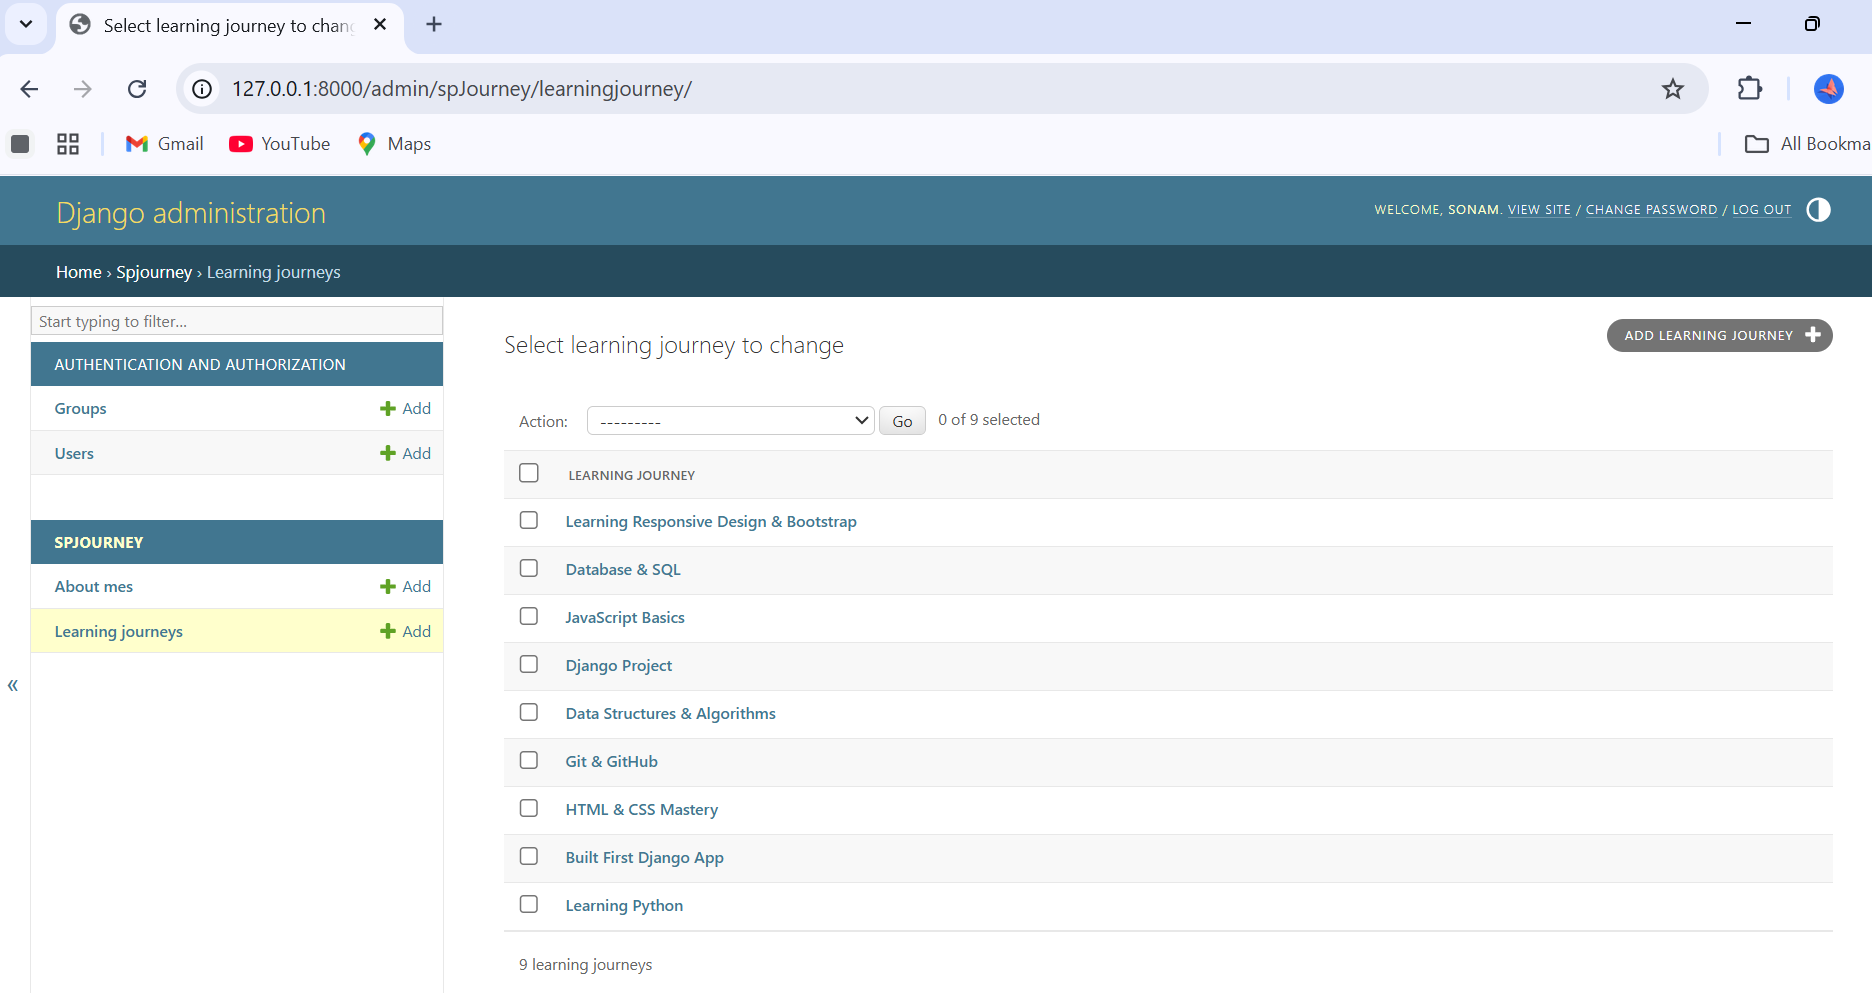 Select learning journey to chang
127.0.0.1:8000/admin/spJourney/learningjourney/
Gmail YouTube Maps All Bookma
Django administration
WELCOME, SONAM. VIEW SITE / CHANGE PASSWORD / LOG OUT
Home › Spjourney › Learning journeys
Start typing to filter...
AUTHENTICATION AND AUTHORIZATION
Groups Add
Users Add
SPJOURNEY
About mes Add
Learning journeys Add
«
Select learning journey to change
ADD LEARNING JOURNEY
Action: --------- Go 0 of 9 selected
LEARNING JOURNEY
Learning Responsive Design & Bootstrap
Database & SQL
JavaScript Basics
Django Project
Data Structures & Algorithms
Git & GitHub
HTML & CSS Mastery
Built First Django App
Learning Python
9 learning journeys